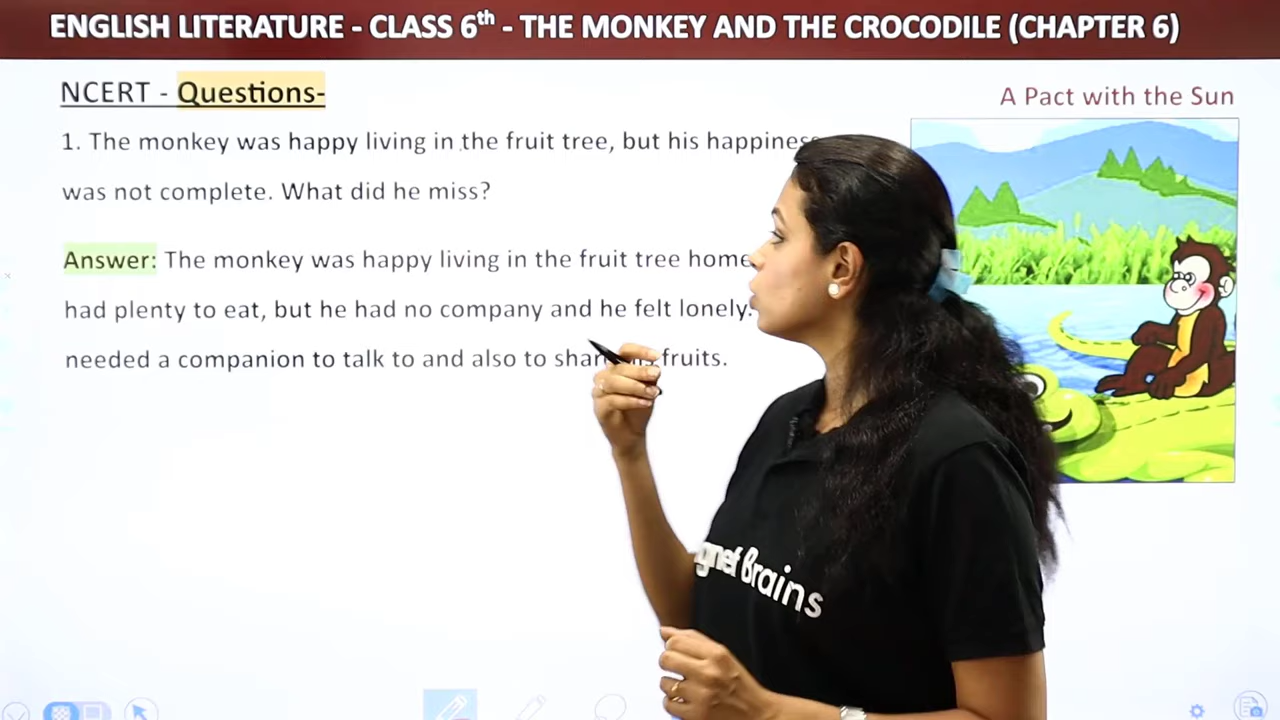 ENGLISH LITERATURE - CLASS 6th - THE MONKEY AND THE CROCODILE (CHAPTER 6)
NCERT - Questions-
A Pact with the Sun
1. The monkey was happy living in the fruit tree, but his happiness
was not complete. What did he miss?
Answer: The monkey was happy living in the fruit tree home
had plenty to eat, but he had no company and he felt lonely.
needed a companion to talk to and also to fruits.
Brains